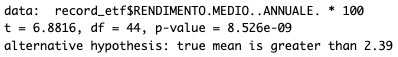 data:  record_etf$RENDIMENTO.MEDIO..ANNUALE. * 100
t = 6.8816, df = 44, p-value = 8.526e-09
alternative hypothesis: true mean is greater than 2.39